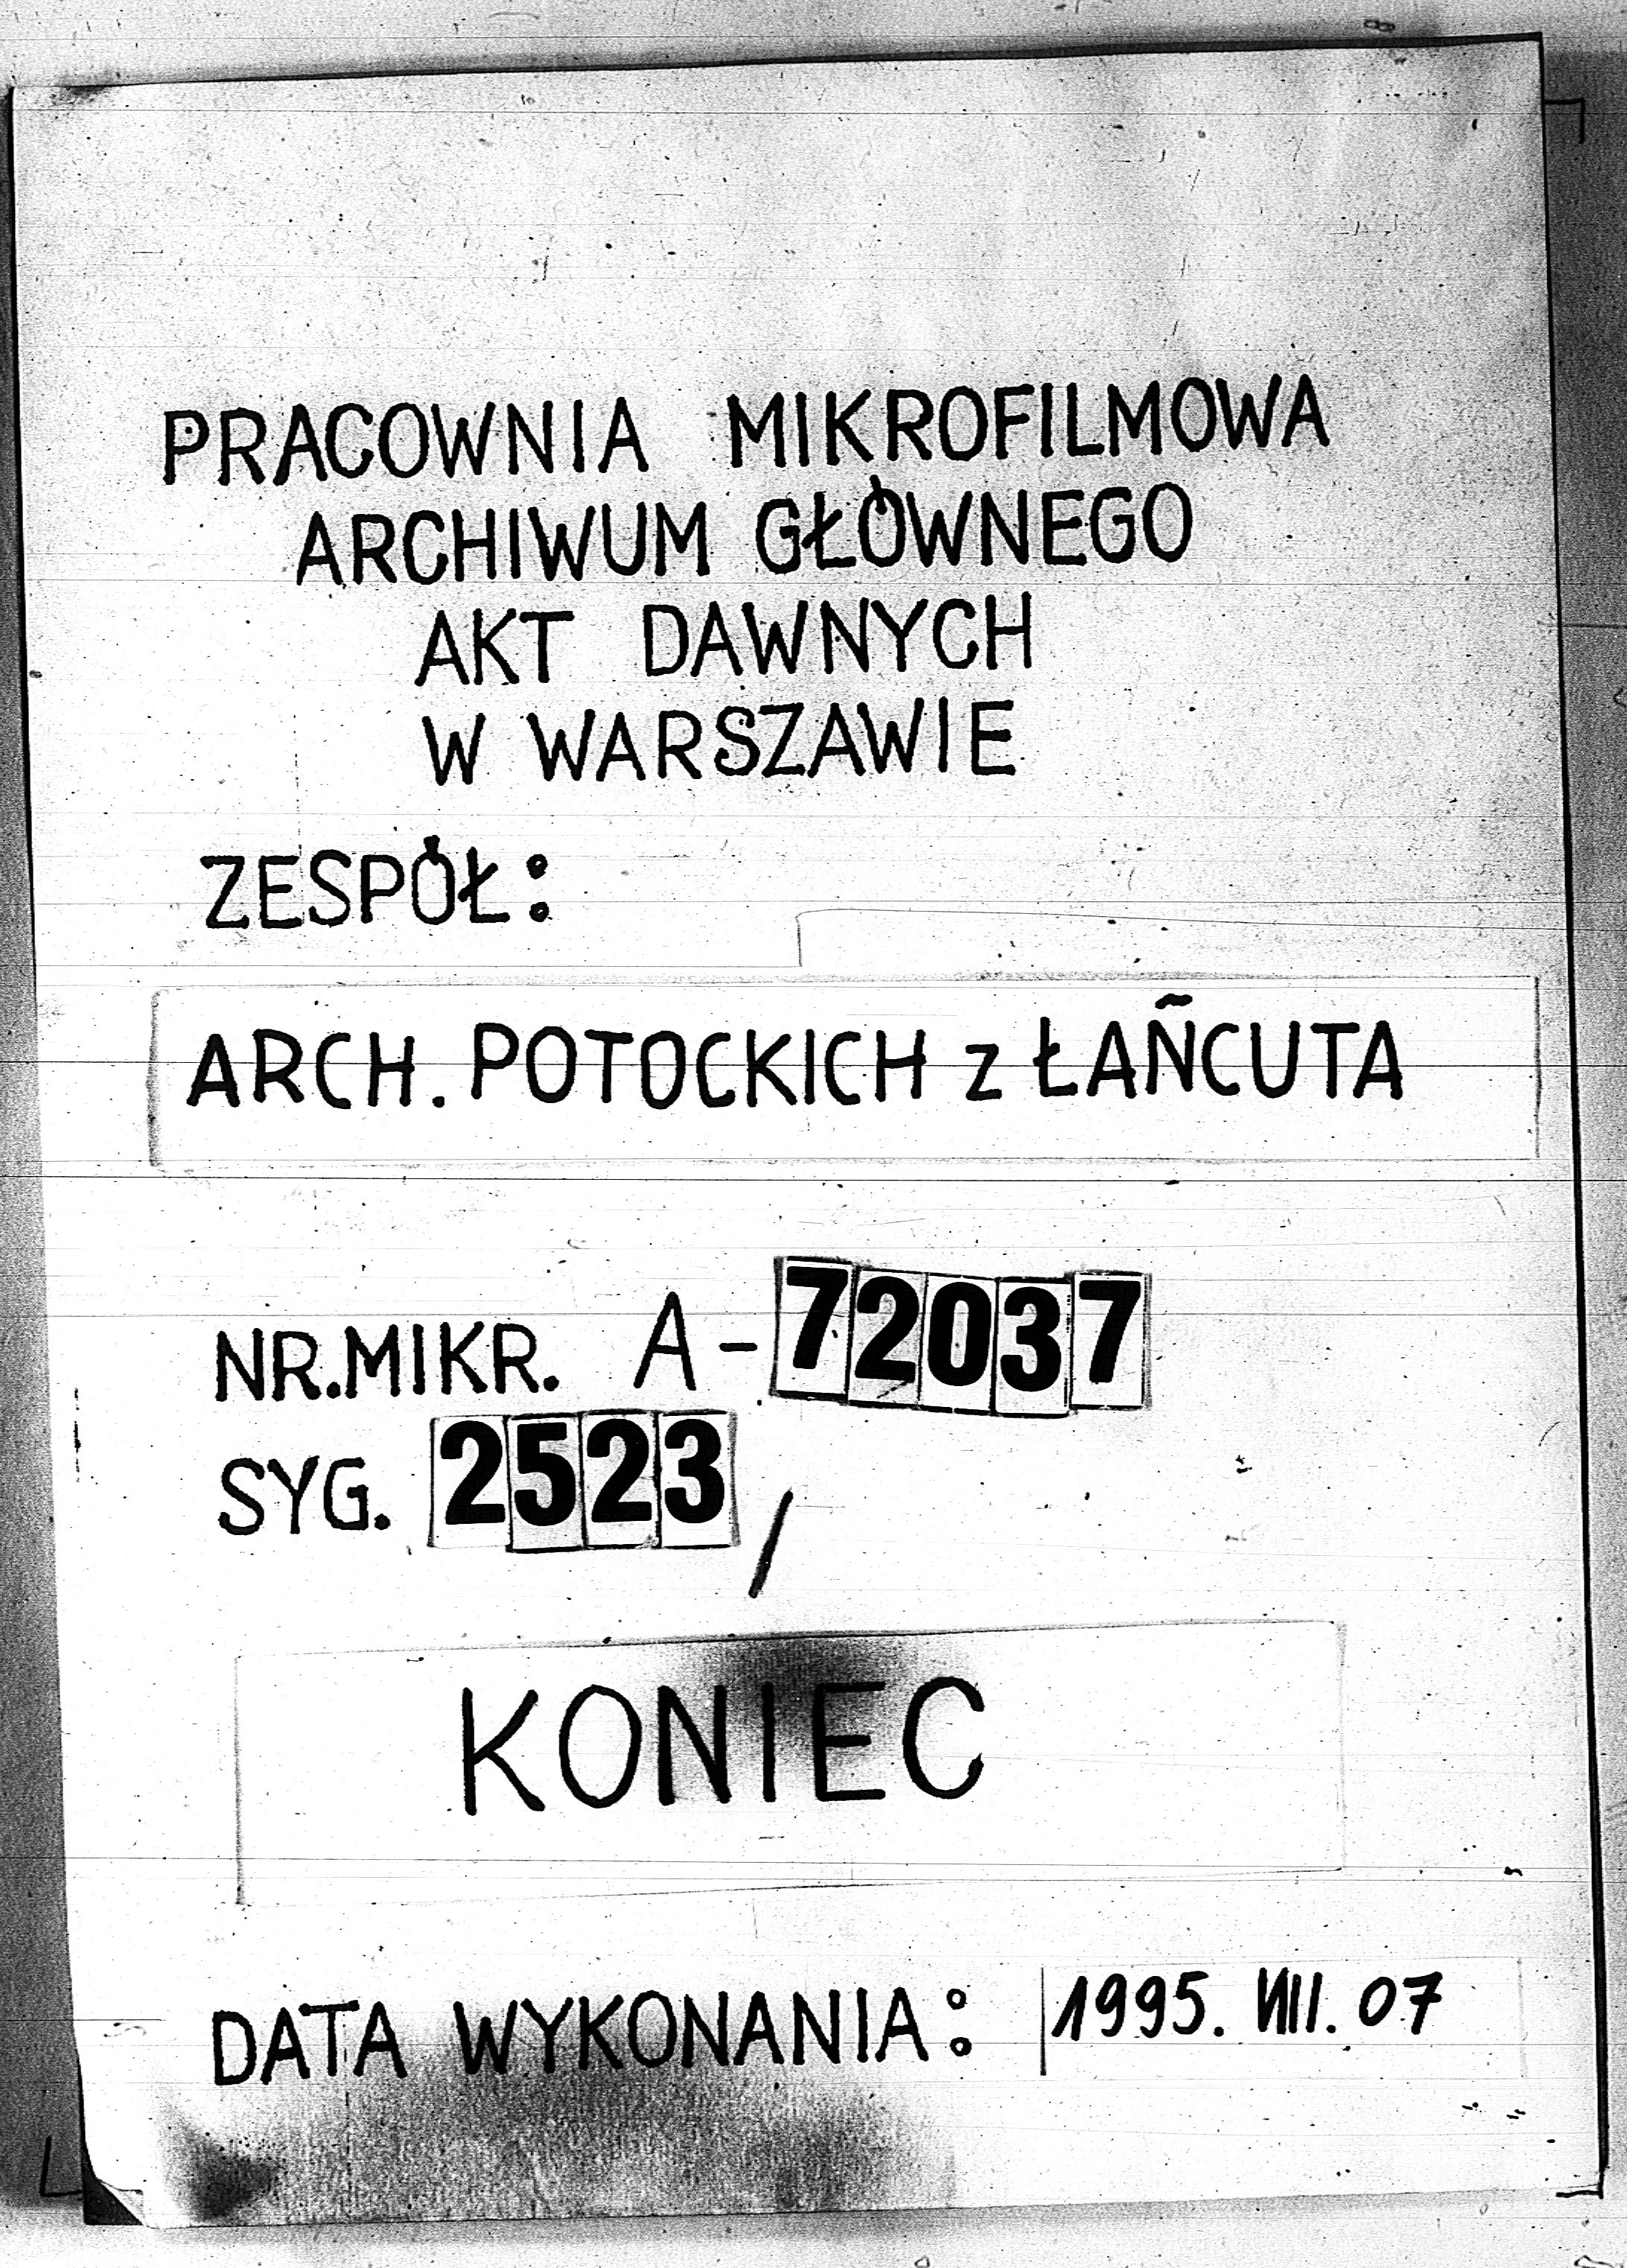 PRACOWNIA MIKROFILMOWA
ARCHIWUM GŁÓWNEGO
AKT DAWNYCH
W WARSZAWIE
ZESPÓŁ:
ARCH. POTOCKICH z ŁAŃCUTA
NR.MIKR. A-72037
SYG. 2523/
KONIEC
DATA WYKONANIA: 1995. VIII. 07